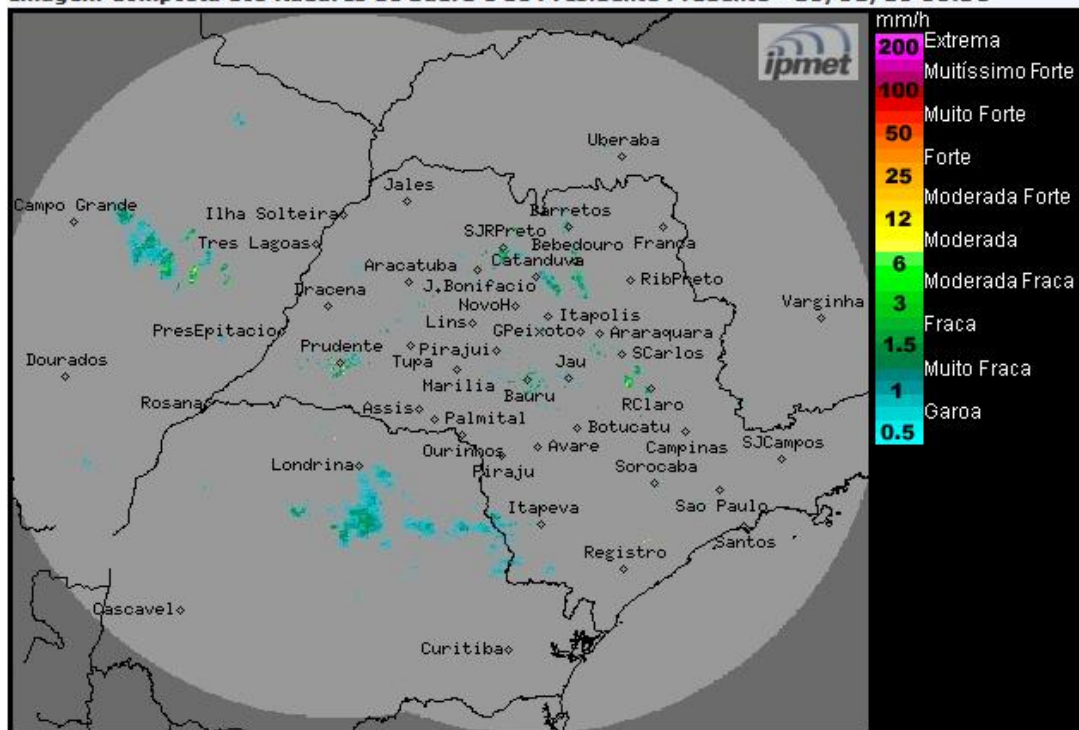 mm/h
200 Extrema
Muitíssimo Forte
100
Muito Forte
50
Forte
25
Moderada Forte
12
Moderada
6
Moderada Fraca
3
Fraca
1.5
Muito Fraca
1
Garoa
0.5
ipmet
Uberaba
Jales
Campo Grande
Ilha Solteira
Barretos
SJRPreto
Tres Lagoas
Bebedouro
Franca
Catanduva
Aracatuba
J.Bonifacio
RibPreto
Dracena
NovoH
Varginha
Itapolis
Lins
PresEpitacio
GPeixoto
Araraquara
Prudente
Pirajui
SCarlos
Dourados
Tupa
Jau
Marilia
Bauru
Rosana
RClaro
Assis
Palmital
Botucatu
Campinas
SJCampos
Ourinhos
Avare
Londrina
Piraju
Sorocaba
Itapeva
Sao Paulo
Santos
Registro
Cascavel
Curitiba